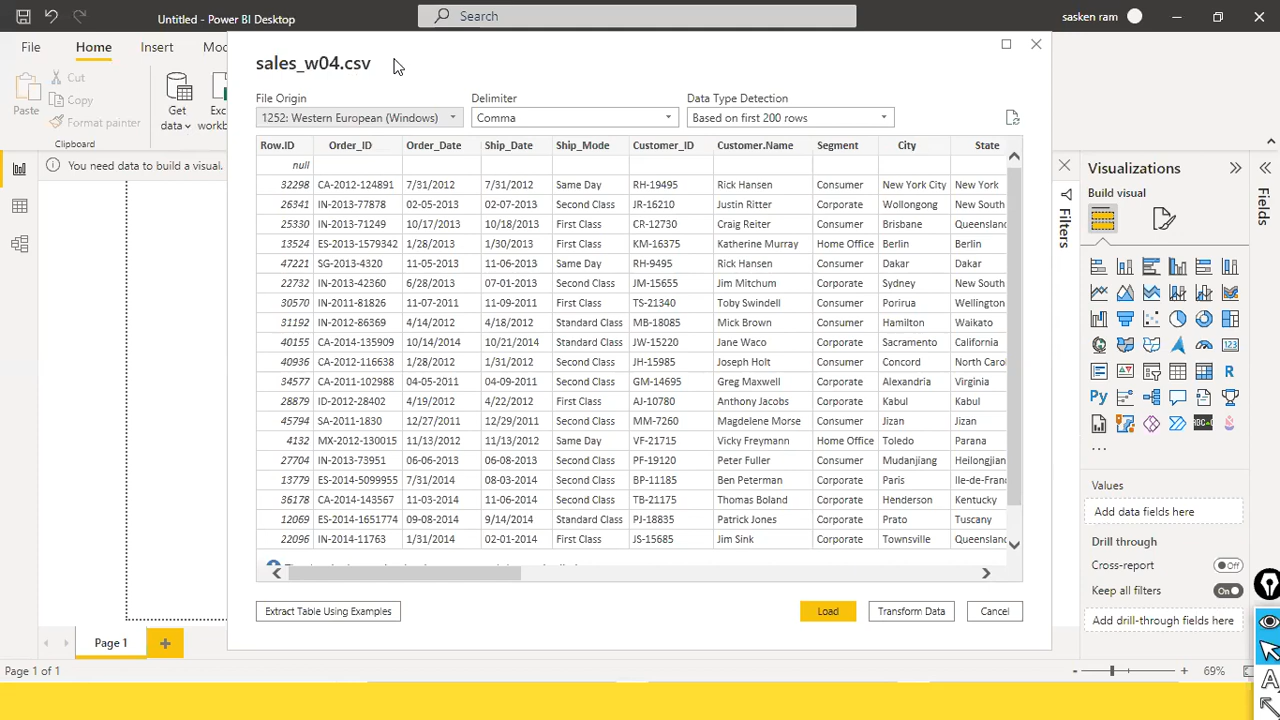 Untitled - Power BI Desktop
Search
sasken ram
File
Home
Insert
Paste
Cut
Copy
Format painter
Clipboard
Get
data
You need data to build a visual.
sales_w04.csv
File Origin
Delimiter
Data Type Detection
1252: Western European (Windows)
Comma
Based on first 200 rows
Row.ID Order_ID Order_Date Ship_Date Ship_Mode Customer_ID Customer.Name Segment City State
null
32298 CA-2012-124891 7/31/2012 7/31/2012 Same Day RH-19495 Rick Hansen Consumer New York City New York
26341 IN-2013-77878 02-05-2013 02-07-2013 Second Class JR-16210 Justin Ritter Corporate Wollongong New South
25330 IN-2013-71249 10/17/2013 10/18/2013 First Class CR-12730 Craig Reiter Consumer Brisbane Queensland
13524 ES-2013-1579342 1/28/2013 1/30/2013 First Class KM-16375 Katherine Murray Home Office Berlin Berlin
47221 SG-2013-4320 11-05-2013 11-06-2013 Same Day RH-9495 Rick Hansen Consumer Dakar Dakar
22732 IN-2013-42360 6/28/2013 07-01-2013 Second Class JM-15655 Jim Mitchum Corporate Sydney New South
30570 IN-2011-81826 11-07-2011 11-09-2011 First Class TS-21340 Toby Swindell Consumer Porirua Wellington
31192 IN-2012-86369 4/14/2012 4/18/2012 Standard Class MB-18085 Mick Brown Consumer Hamilton Waikato
40155 CA-2014-135909 10/14/2014 10/21/2014 Standard Class JW-15220 Jane Waco Corporate Sacramento California
40936 CA-2012-116638 1/28/2012 1/31/2012 Second Class JH-15985 Joseph Holt Consumer Concord North Carol
34577 CA-2011-102988 04-05-2011 04-09-2011 Second Class GM-14695 Greg Maxwell Corporate Alexandria Virginia
28879 ID-2012-28402 4/19/2012 4/22/2012 First Class AJ-10780 Anthony Jacobs Corporate Kabul Kabul
45794 SA-2011-1830 12/27/2011 12/29/2011 Second Class MM-7260 Magdelene Morse Consumer Jizan Jizan
4132 MX-2012-130015 11/13/2012 11/13/2012 Same Day VF-21715 Vicky Freymann Home Office Toledo Parana
27704 IN-2013-73951 06-06-2013 06-08-2013 Second Class PF-19120 Peter Fuller Consumer Mudanjiang Heilongjian
13779 ES-2014-5099955 7/31/2014 08-03-2014 Second Class BP-11185 Ben Peterman Corporate Paris Ile-de-Fran
36178 CA-2014-143567 11-03-2014 11-06-2014 Second Class TB-21175 Thomas Boland Corporate Henderson Kentucky
12069 ES-2014-1651774 09-08-2014 9/14/2014 Standard Class PJ-18835 Patrick Jones Corporate Prato Tuscany
22096 IN-2014-11763 1/31/2014 02-01-2014 First Class JS-15685 Jim Sink Corporate Townsville Queensland
Extract Table Using Examples
Load
Transform Data
Cancel
Filters
Visualizations
Build visual
123
R
Py
Values
Add data fields here
Drill through
Cross-report
Off
Keep all filters
On
Add drill-through fields here
Fields
Page 1
Page 1 of 1
69%